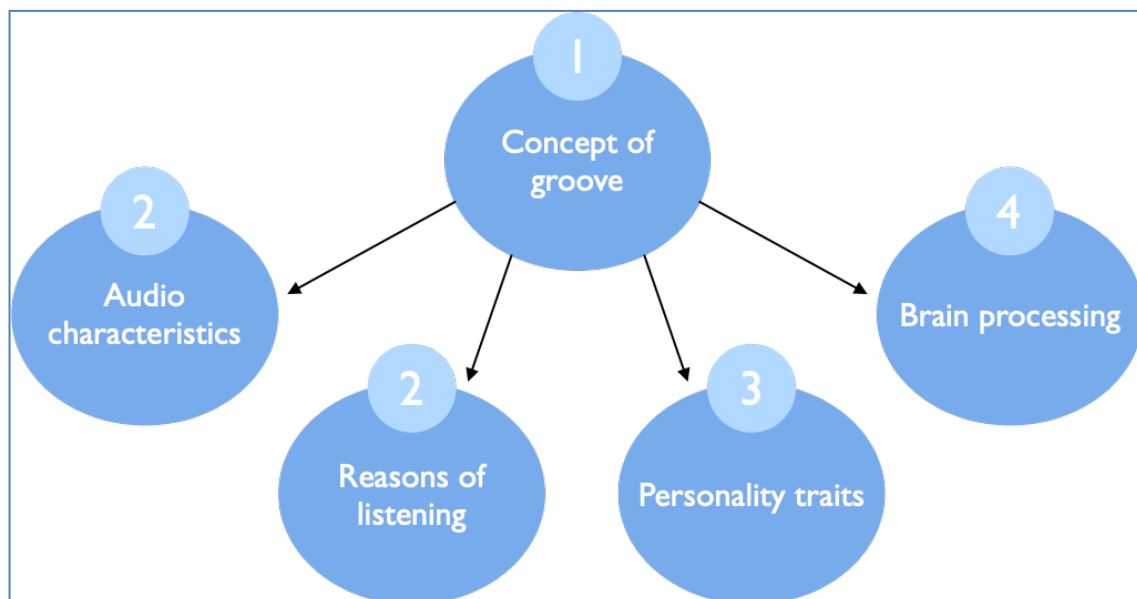 1
Concept of
groove
2
Audio
characteristics
2
Reasons of
listening
3
Personality traits
4
Brain processing